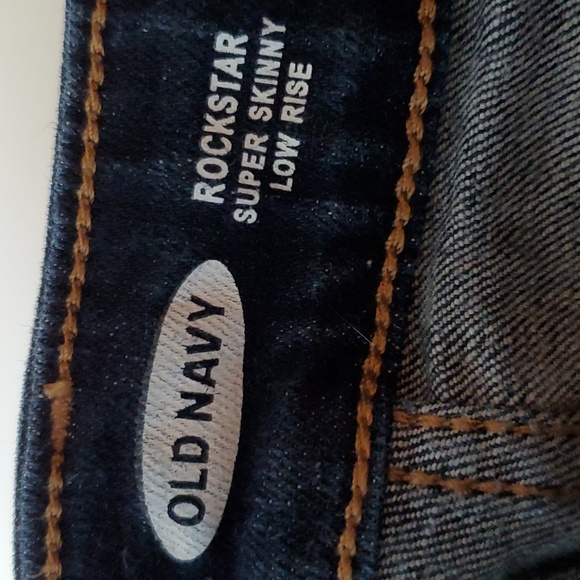 OLD NAVY
ROCKSTAR
SUPER SKINNY
LOW RISE